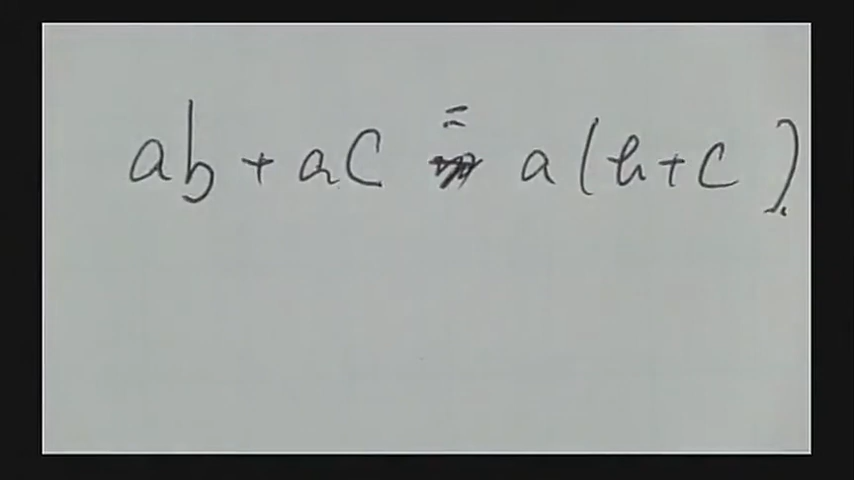 ab + ac = a(b+c)